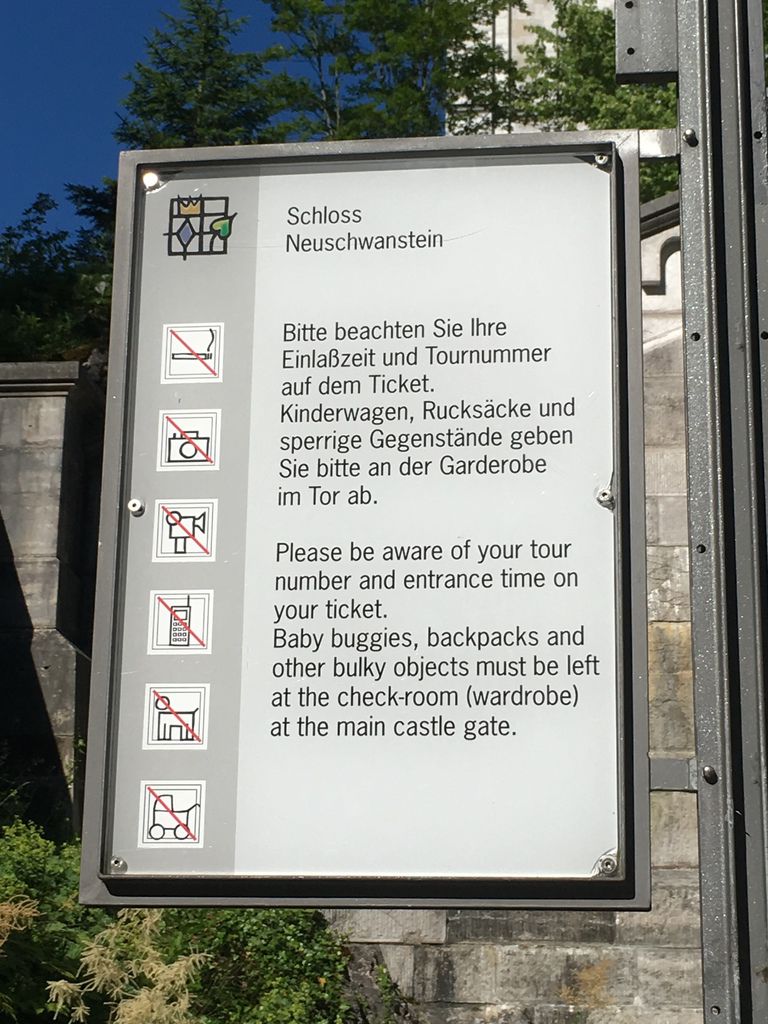 Schloss
Neuschwanstein
Bitte beachten Sie Ihre
Einlaßzeit und Tournummer
auf dem Ticket.
Kinderwagen, Rucksäcke und
sperrige Gegenstände geben
Sie bitte an der Garderobe
im Tor ab.
Please be aware of your tour
number and entrance time on
your ticket.
Baby buggies, backpacks and
other bulky objects must be left
at the check-room (wardrobe)
at the main castle gate.